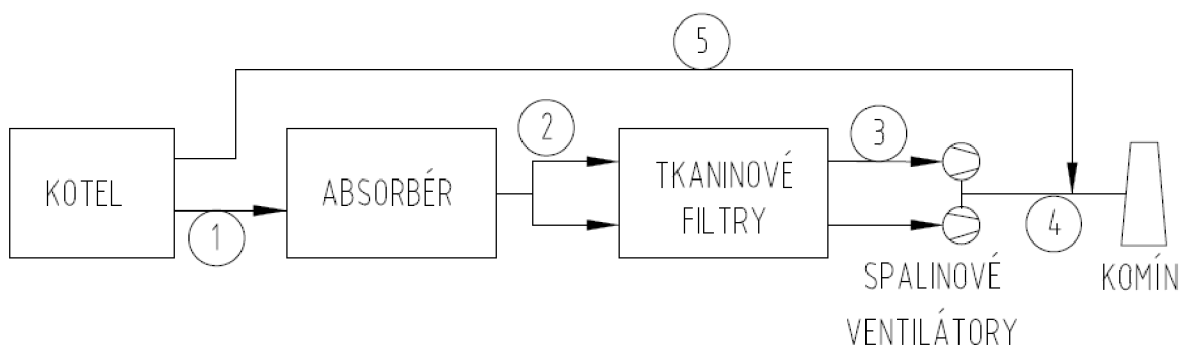 5
2
3
KOTEL
ABSORBÉR
TKANINOVÉ
FILTRY
1
4
SPALINOVÉ
VENTILÁTORY
KOMÍN